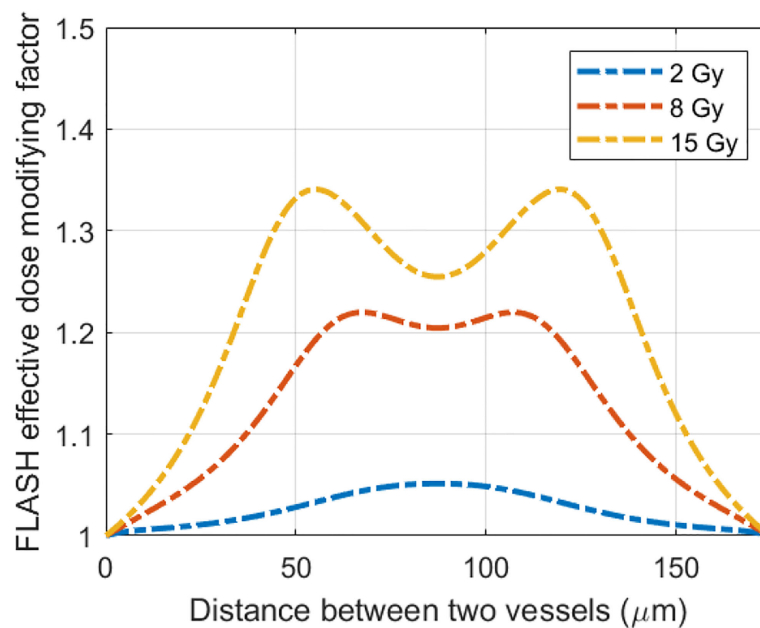 FLASH effective dose modifying factor
1.5
1.4
1.3
1.2
1.1
1
2 Gy
8 Gy
15 Gy
0
50
100
150
Distance between two vessels (μm)